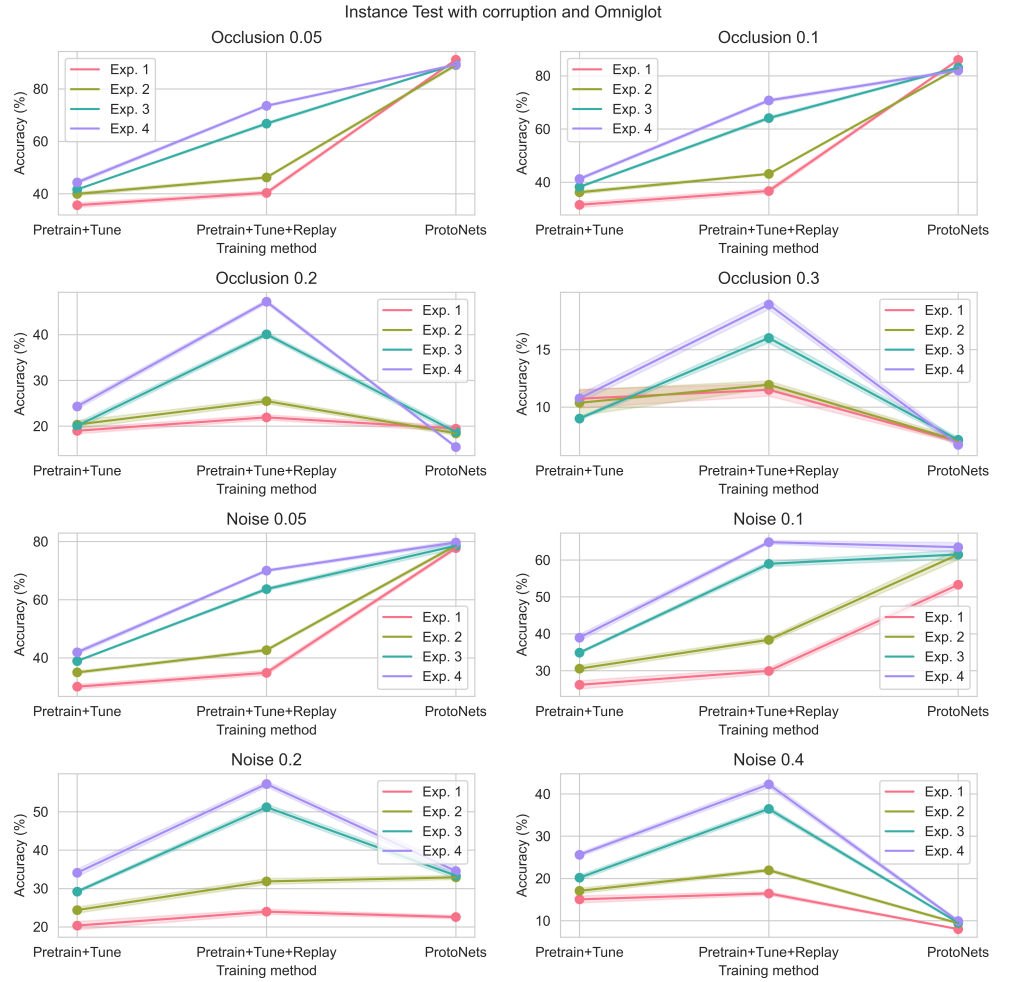 Instance Test with corruption and Omniglot
Occlusion 0.05
Accuracy (%)
80
60
40
Exp. 1
Exp. 2
Exp. 3
Exp. 4
Pretrain+Tune Pretrain+Tune+Replay ProtoNets
Training method
Occlusion 0.1
Accuracy (%)
80
60
40
Exp. 1
Exp. 2
Exp. 3
Exp. 4
Pretrain+Tune Pretrain+Tune+Replay ProtoNets
Training method
Occlusion 0.2
Accuracy (%)
40
30
20
Exp. 1
Exp. 2
Exp. 3
Exp. 4
Pretrain+Tune Pretrain+Tune+Replay ProtoNets
Training method
Occlusion 0.3
Accuracy (%)
15
10
Exp. 1
Exp. 2
Exp. 3
Exp. 4
Pretrain+Tune Pretrain+Tune+Replay ProtoNets
Training method
Noise 0.05
Accuracy (%)
80
60
40
Exp. 1
Exp. 2
Exp. 3
Exp. 4
Pretrain+Tune Pretrain+Tune+Replay ProtoNets
Training method
Noise 0.1
Accuracy (%)
60
50
40
30
Exp. 1
Exp. 2
Exp. 3
Exp. 4
Pretrain+Tune Pretrain+Tune+Replay ProtoNets
Training method
Noise 0.2
Accuracy (%)
50
40
30
20
Exp. 1
Exp. 2
Exp. 3
Exp. 4
Pretrain+Tune Pretrain+Tune+Replay ProtoNets
Training method
Noise 0.4
Accuracy (%)
40
30
20
10
Exp. 1
Exp. 2
Exp. 3
Exp. 4
Pretrain+Tune Pretrain+Tune+Replay ProtoNets
Training method